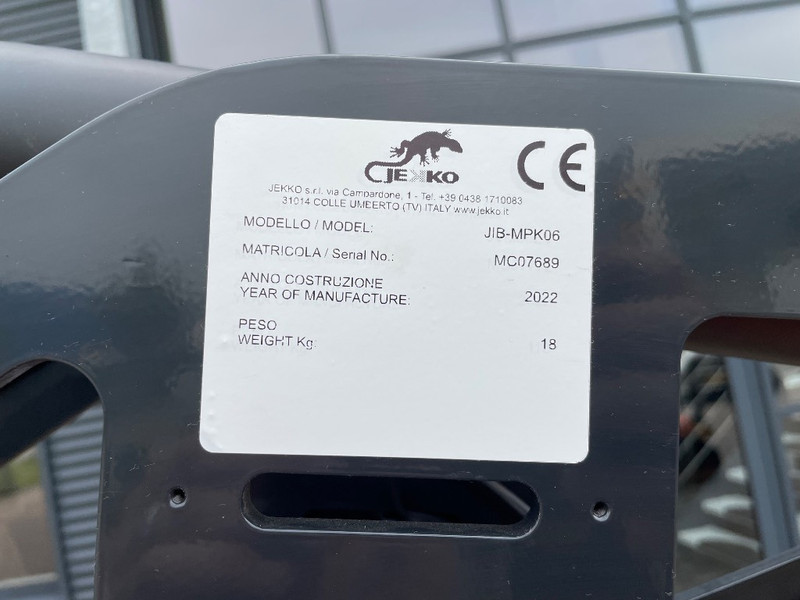 JEKKO
CE
JEKKO s.r.l. via Campardone, 1 - Tel. +39 0438 1710083
31014 COLLE UMBERTO (TV) ITALY www.jekko.it
MODELLO / MODEL: JIB-MPK06
MATRICOLA / Serial No.: MC07689
ANNO COSTRUZIONE
YEAR OF MANUFACTURE: 2022
PESO
WEIGHT Kg: 18